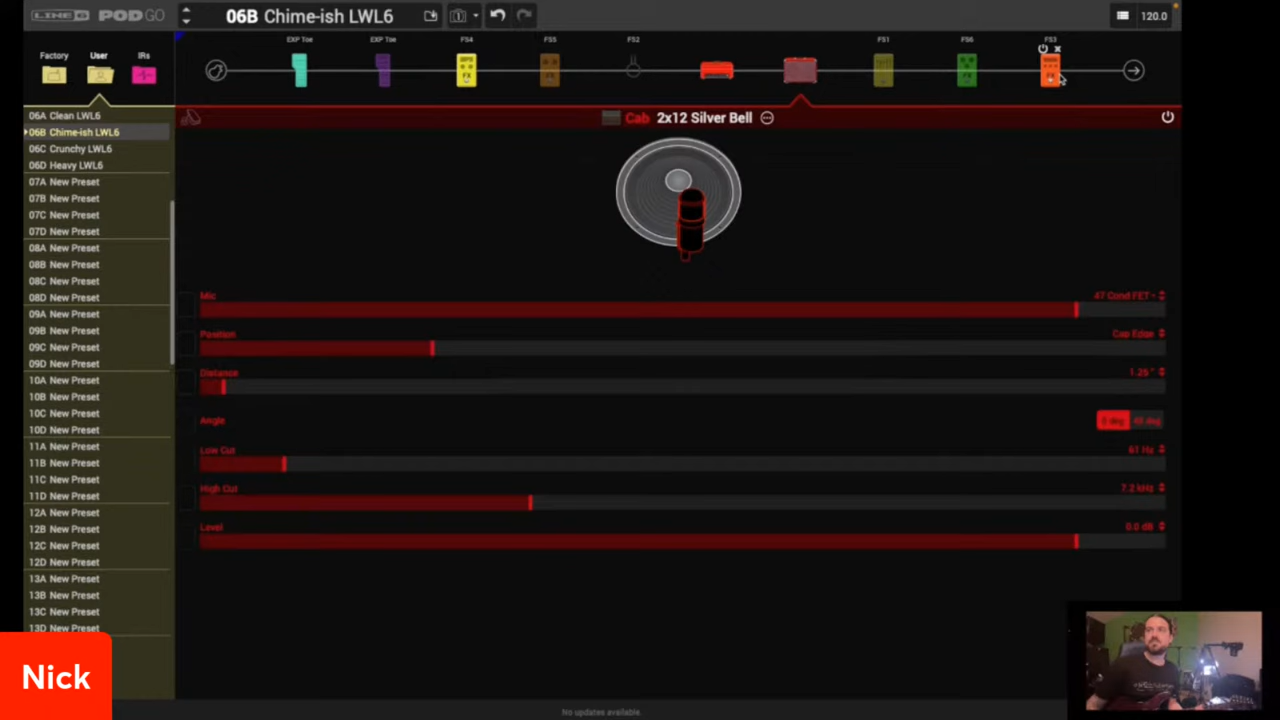 LINE 6 POD GO
06B Chime-ish LWL6
120.0
Factory
User
IRs
EXP Toe
EXP Toe
FS4
FS5
FS2
FS1
FS6
FS3
06A Clean LWL6
06B Chime-ish LWL6
06C Crunchy LWL6
06D Heavy LWL6
07A New Preset
07B New Preset
07C New Preset
07D New Preset
08A New Preset
08B New Preset
08C New Preset
08D New Preset
09A New Preset
09B New Preset
09C New Preset
09D New Preset
10A New Preset
10B New Preset
10C New Preset
10D New Preset
11A New Preset
11B New Preset
11C New Preset
11D New Preset
12A New Preset
12B New Preset
12C New Preset
12D New Preset
13A New Preset
13B New Preset
13C New Preset
13D New Preset
Cab 2x12 Silver Bell
Mic 47 Cond FET
Position Cap Edge
Distance 1.25"
Angle 0 deg 45 deg
Low Cut 61 Hz
High Cut 7.2 kHz
Level 0.0 dB
Nick
No updates available.